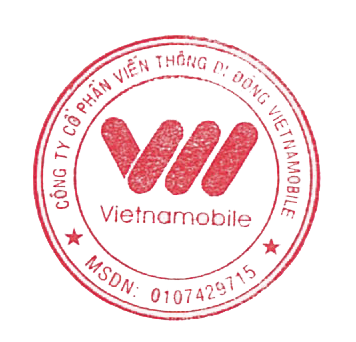 CÔNG TY CỔ PHẦN VIỄN THÔNG DI ĐỘNG VIETNAMOBILE
Vietnamobile
MSDN: 0107429715